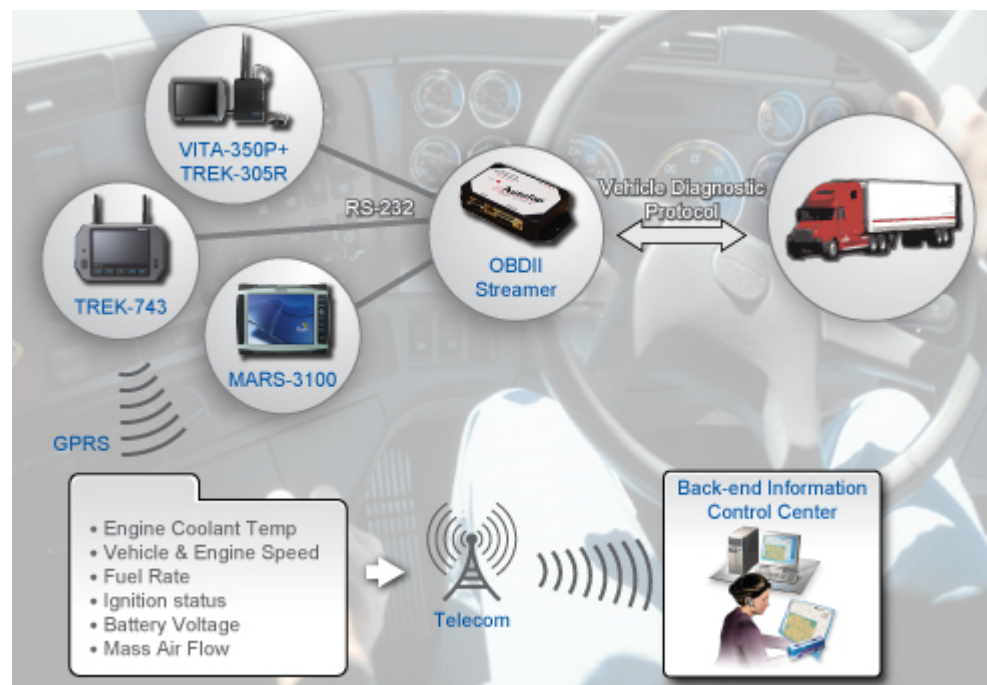 VITA-350P+
TREK-305R
RS-232
TREK-743
MARS-3100
OBDII
Streamer
Vehicle Diagnostic
Protocol
GPRS
• Engine Coolant Temp
• Vehicle & Engine Speed
• Fuel Rate
• Ignition status
• Battery Voltage
• Mass Air Flow
Telecom
Back-end Information
Control Center